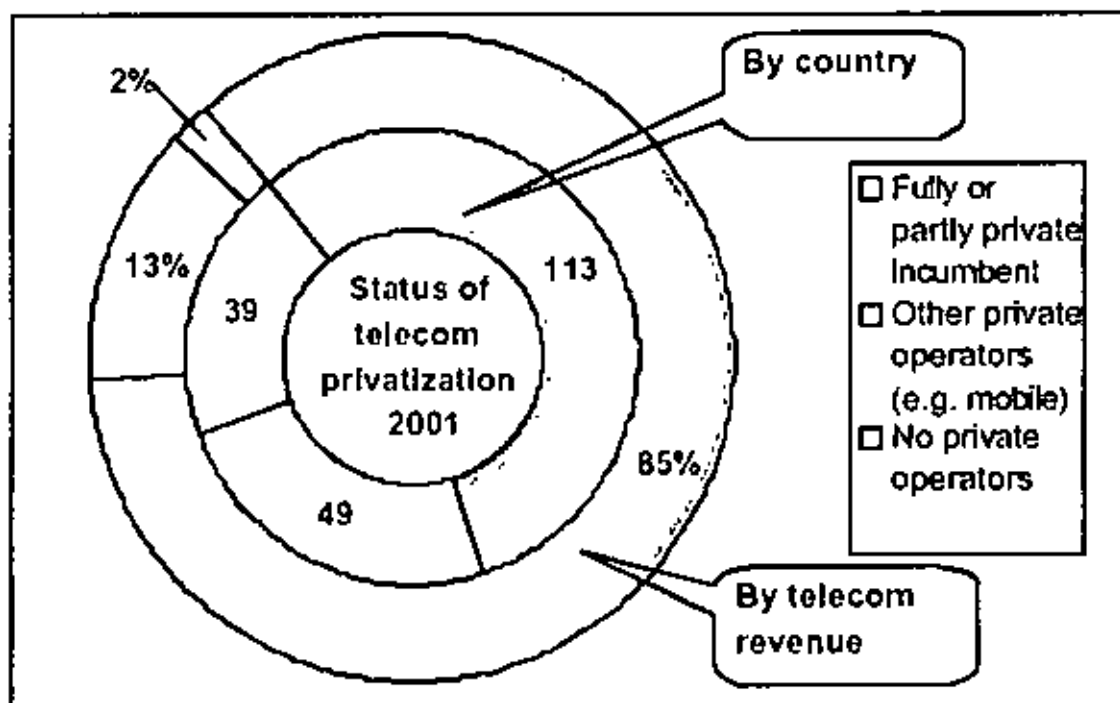 By country
2%
Fully or
partly private
Incumbent
Other private
operators
(e.g. mobile)
No private
operators
13%
39
113
Status of
telecom
privatization
2001
85%
49
By telecom
revenue